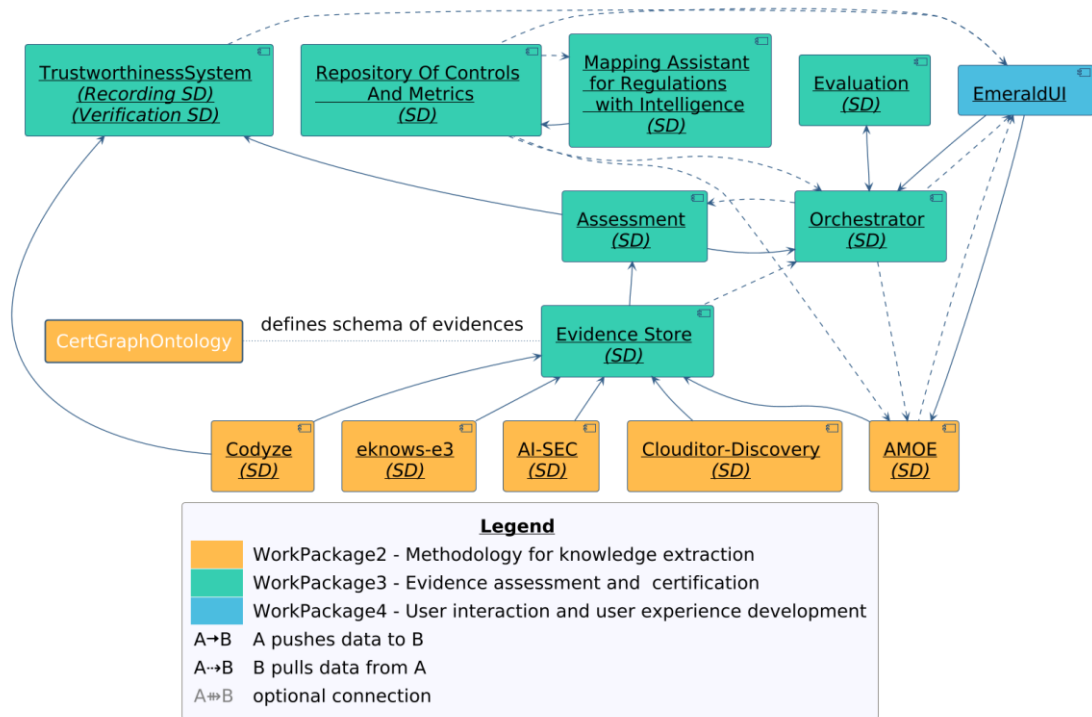 TrustworthinessSystem
(Recording SD)
(Verification SD)
Repository Of Controls
And Metrics
(SD)
Mapping Assistant
for Regulations
with Intelligence
(SD)
Evaluation
(SD)
EmeraldUI
Assessment
(SD)
Orchestrator
(SD)
CertGraphOntology
defines schema of evidences
Evidence Store
(SD)
Codyze
(SD)
eknows-e3
(SD)
AI-SEC
(SD)
Clouditor-Discovery
(SD)
AMOE
(SD)
Legend
WorkPackage2 - Methodology for knowledge extraction
WorkPackage3 - Evidence assessment and certification
WorkPackage4 - User interaction and user experience development
A→B A pushes data to B
A⇢B B pulls data from A
A⇻B optional connection